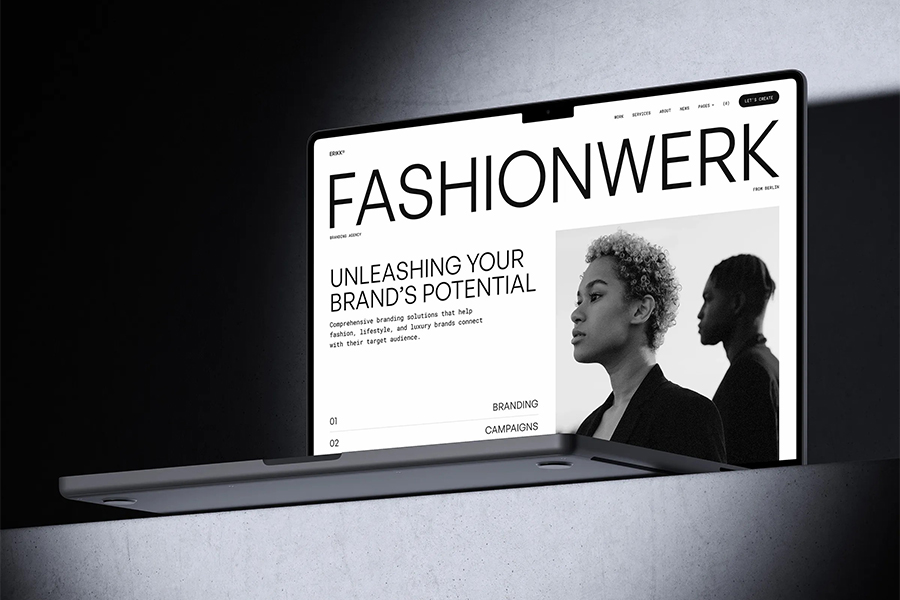 ERIKK®
WORK SERVICES ABOUT NEWS PAGES + (0) LET'S CREATE
FASHIONWERK
BRANDING AGENCY
FROM BERLIN
UNLEASHING YOUR
BRAND'S POTENTIAL
Comprehensive branding solutions that help
fashion, lifestyle, and luxury brands connect
with their target audience.
01 BRANDING
02 CAMPAIGNS